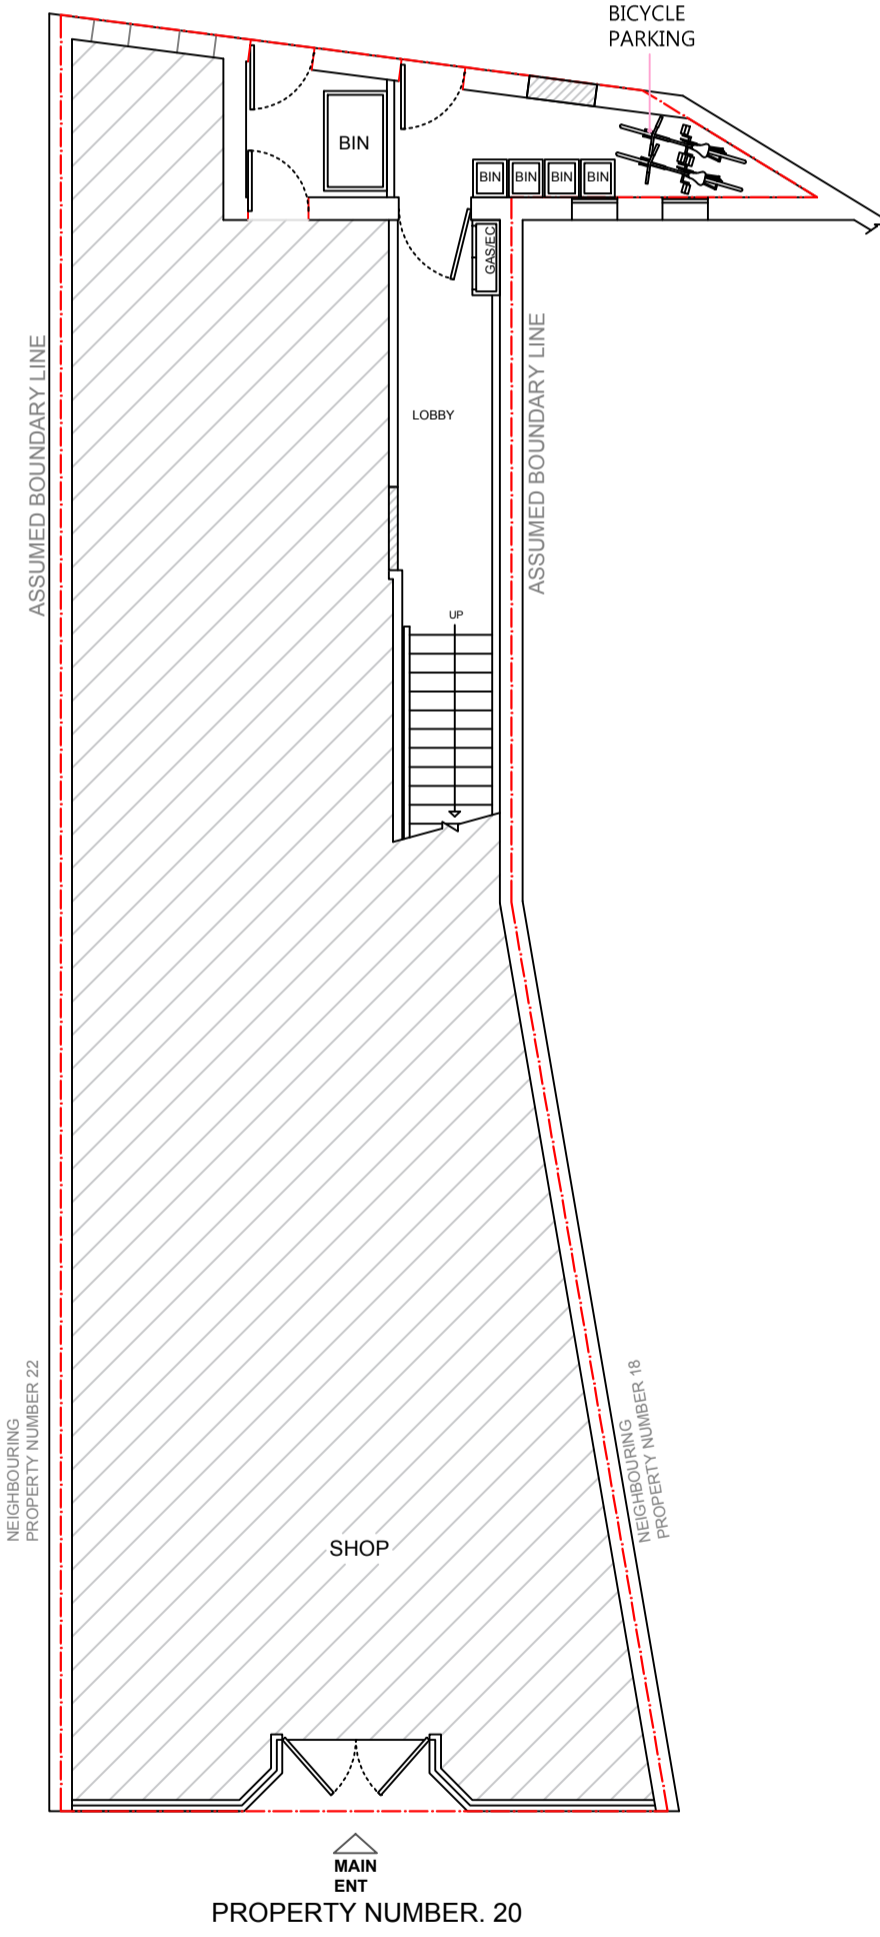 BICYCLE
PARKING
BIN
BIN
BIN
BIN
BIN
GAS/EC
ASSUMED BOUNDARY LINE
ASSUMED BOUNDARY LINE
LOBBY
UP
NEIGHBOURING
PROPERTY NUMBER 22
NEIGHBOURING
PROPERTY NUMBER 18
SHOP
MAIN
ENT
PROPERTY NUMBER. 20